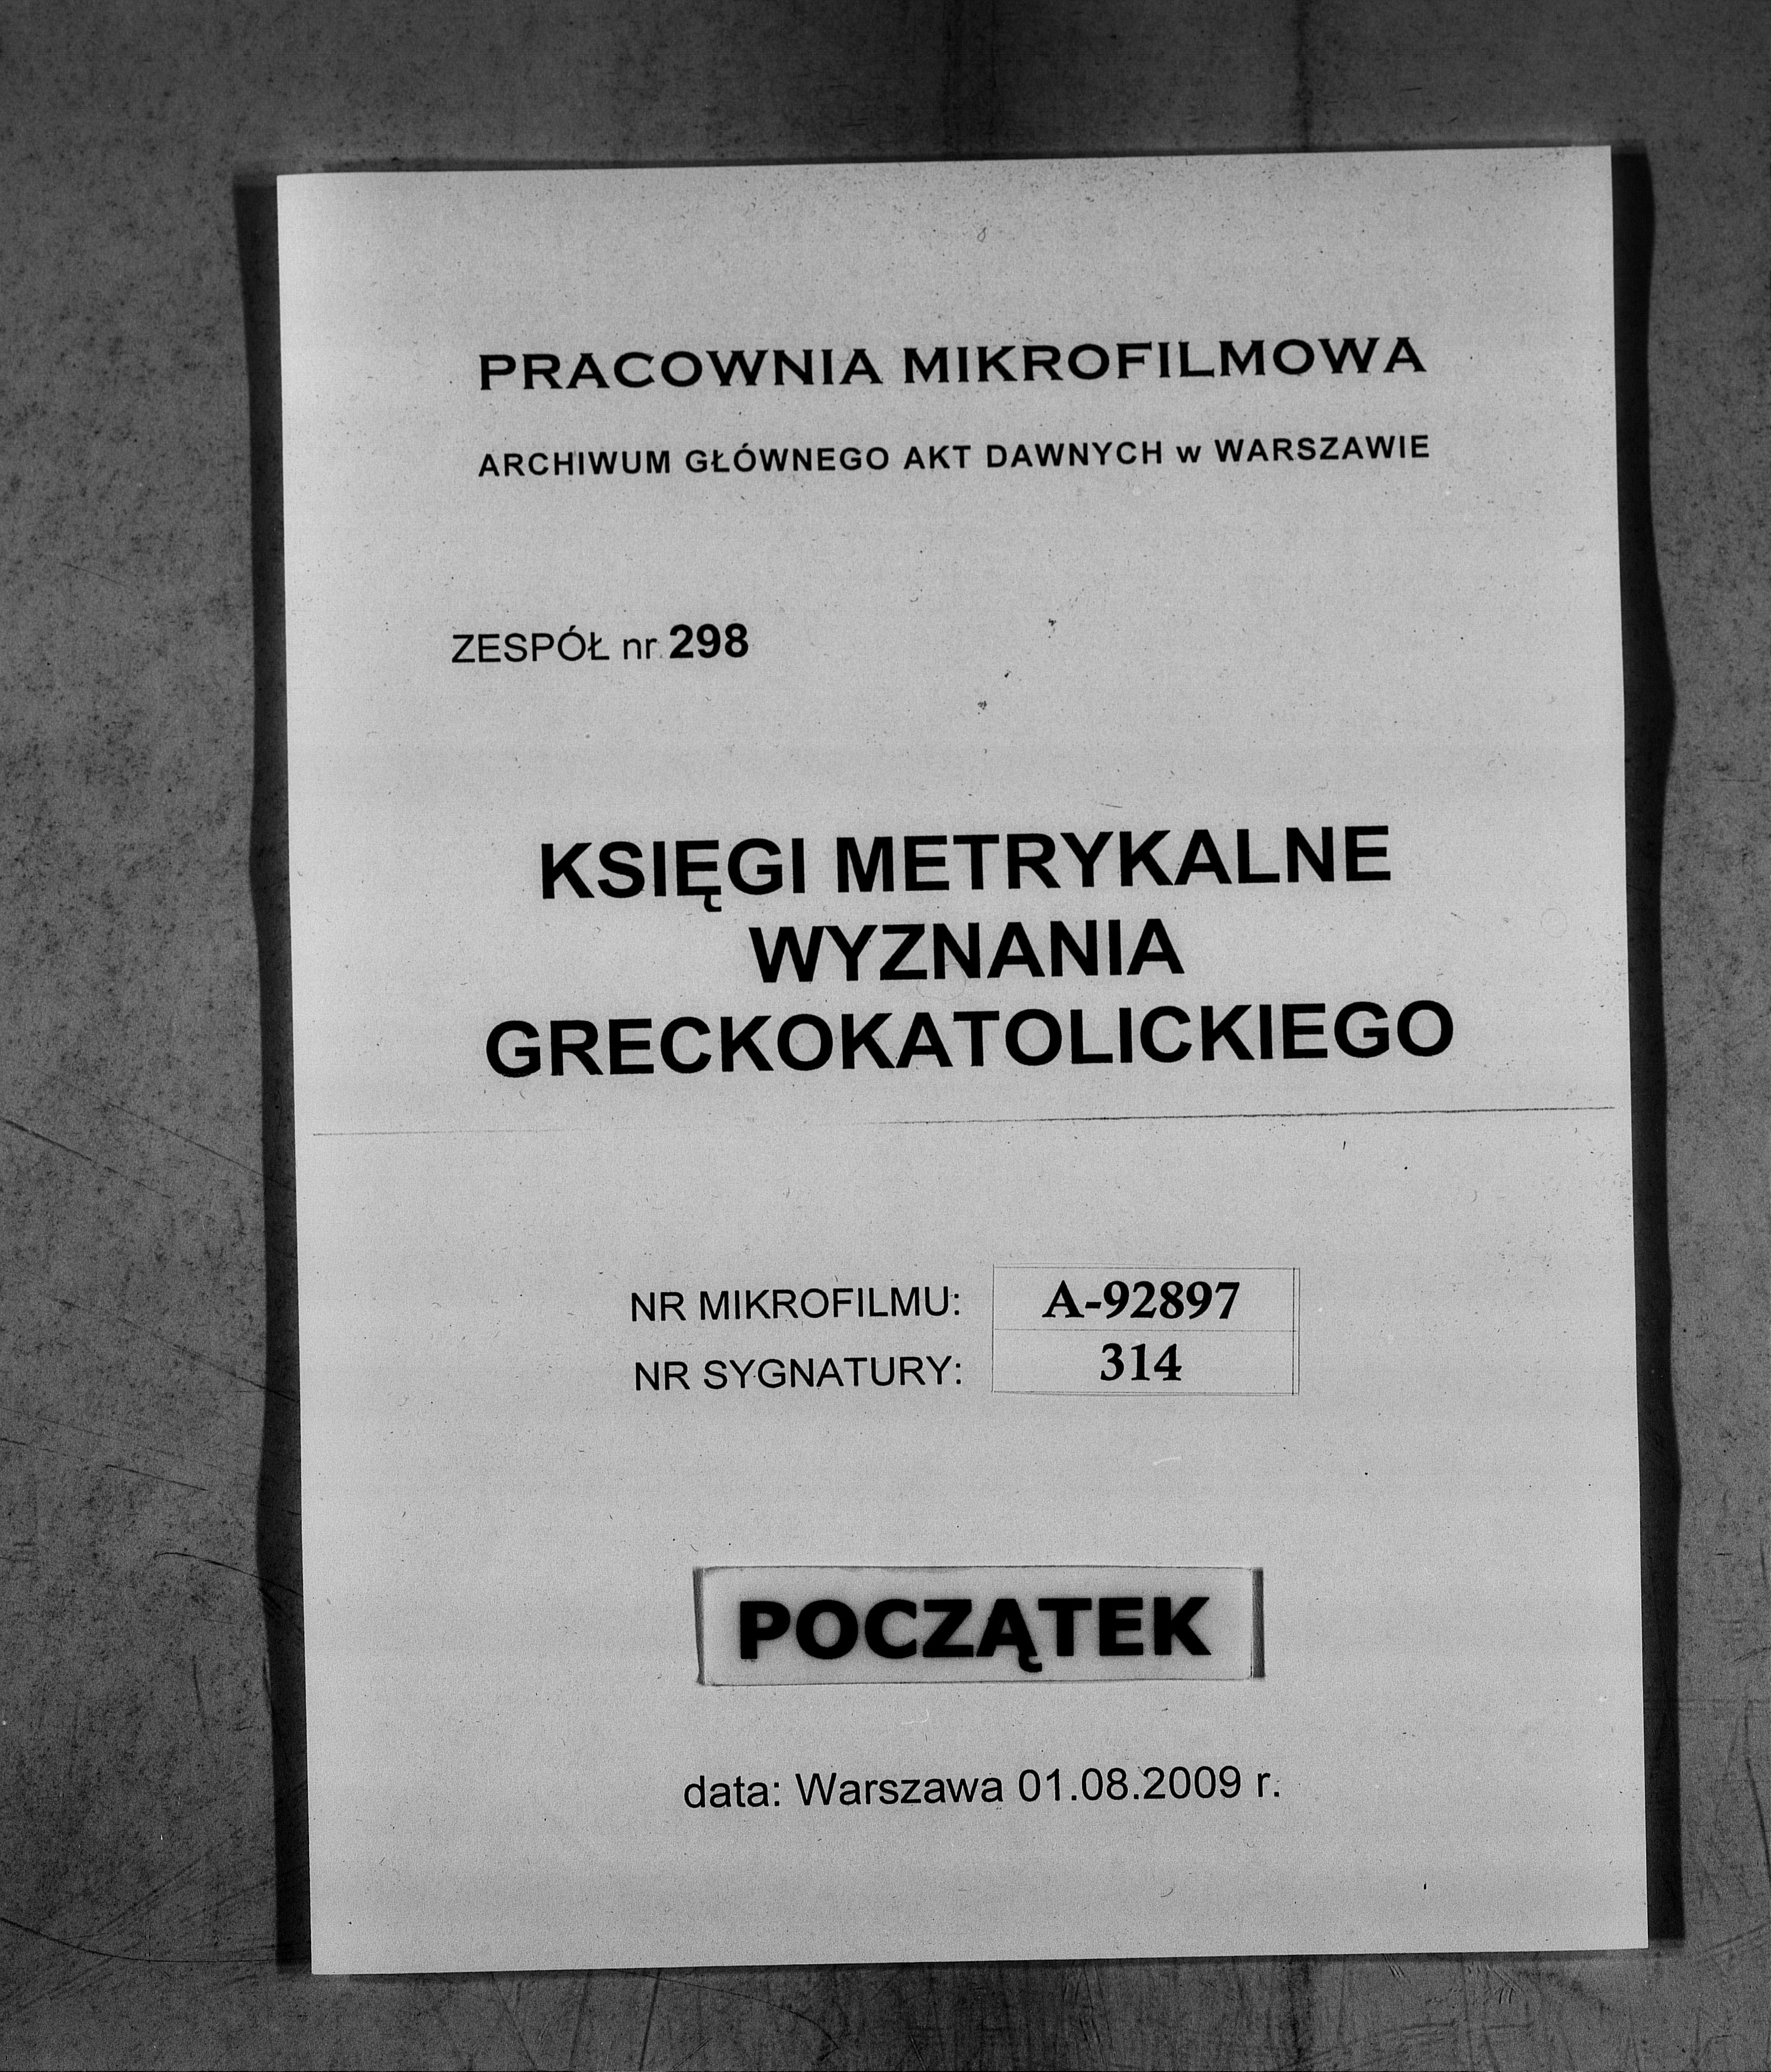 PRACOWNIA MIKROFILMOWA
ARCHIWUM GŁÓWNEGO AKT DAWNYCH w WARSZAWIE
ZESPÓŁ nr 298
KSIĘGI METRYKALNE
WYZNANIA
GRECKOKATOLICKIEGO
NR MIKROFILMU: A-92897
NR SYGNATURY: 314
POCZĄTEK
data: Warszawa 01.08.2009 r.